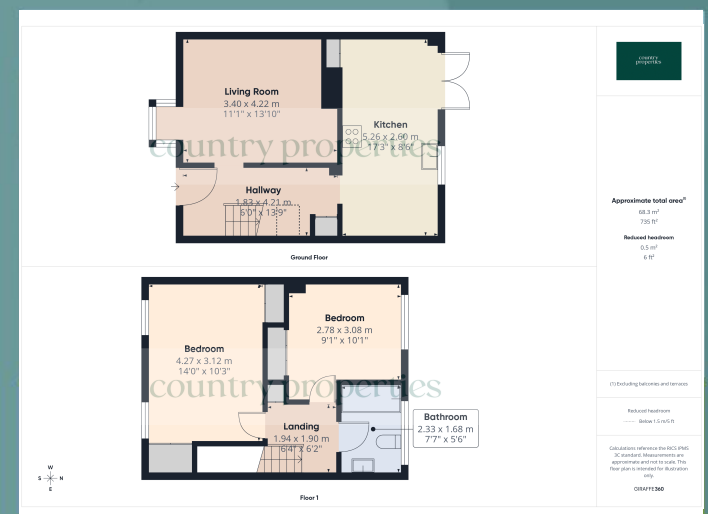 Living Room
3.40 x 4.22 m
11'1" x 13'10"
Kitchen
5.26 x 2.60 m
17'3" x 8'6"
country properties
Hallway
1.83 x 4.21 m
6'0" x 13'9"
Ground Floor
Bedroom
4.27 x 3.12 m
14'0" x 10'3"
Bedroom
2.78 x 3.08 m
9'1" x 10'1"
country properties
Landing
1.94 x 1.90 m
6'4" x 6'2"
Bathroom
2.33 x 1.68 m
7'7" x 5'6"
Floor 1
W
S N
E
country
properties
Approximate total area⁽¹⁾
68.3 m²
735 ft²
Reduced headroom
0.5 m²
6 ft²
(1) Excluding balconies and terraces
Reduced headroom
Below 1.5 m/5 ft
Calculations reference the RICS IPMS
3C standard. Measurements are
approximate and not to scale. This
floor plan is intended for illustration
only.
GIRAFFE360